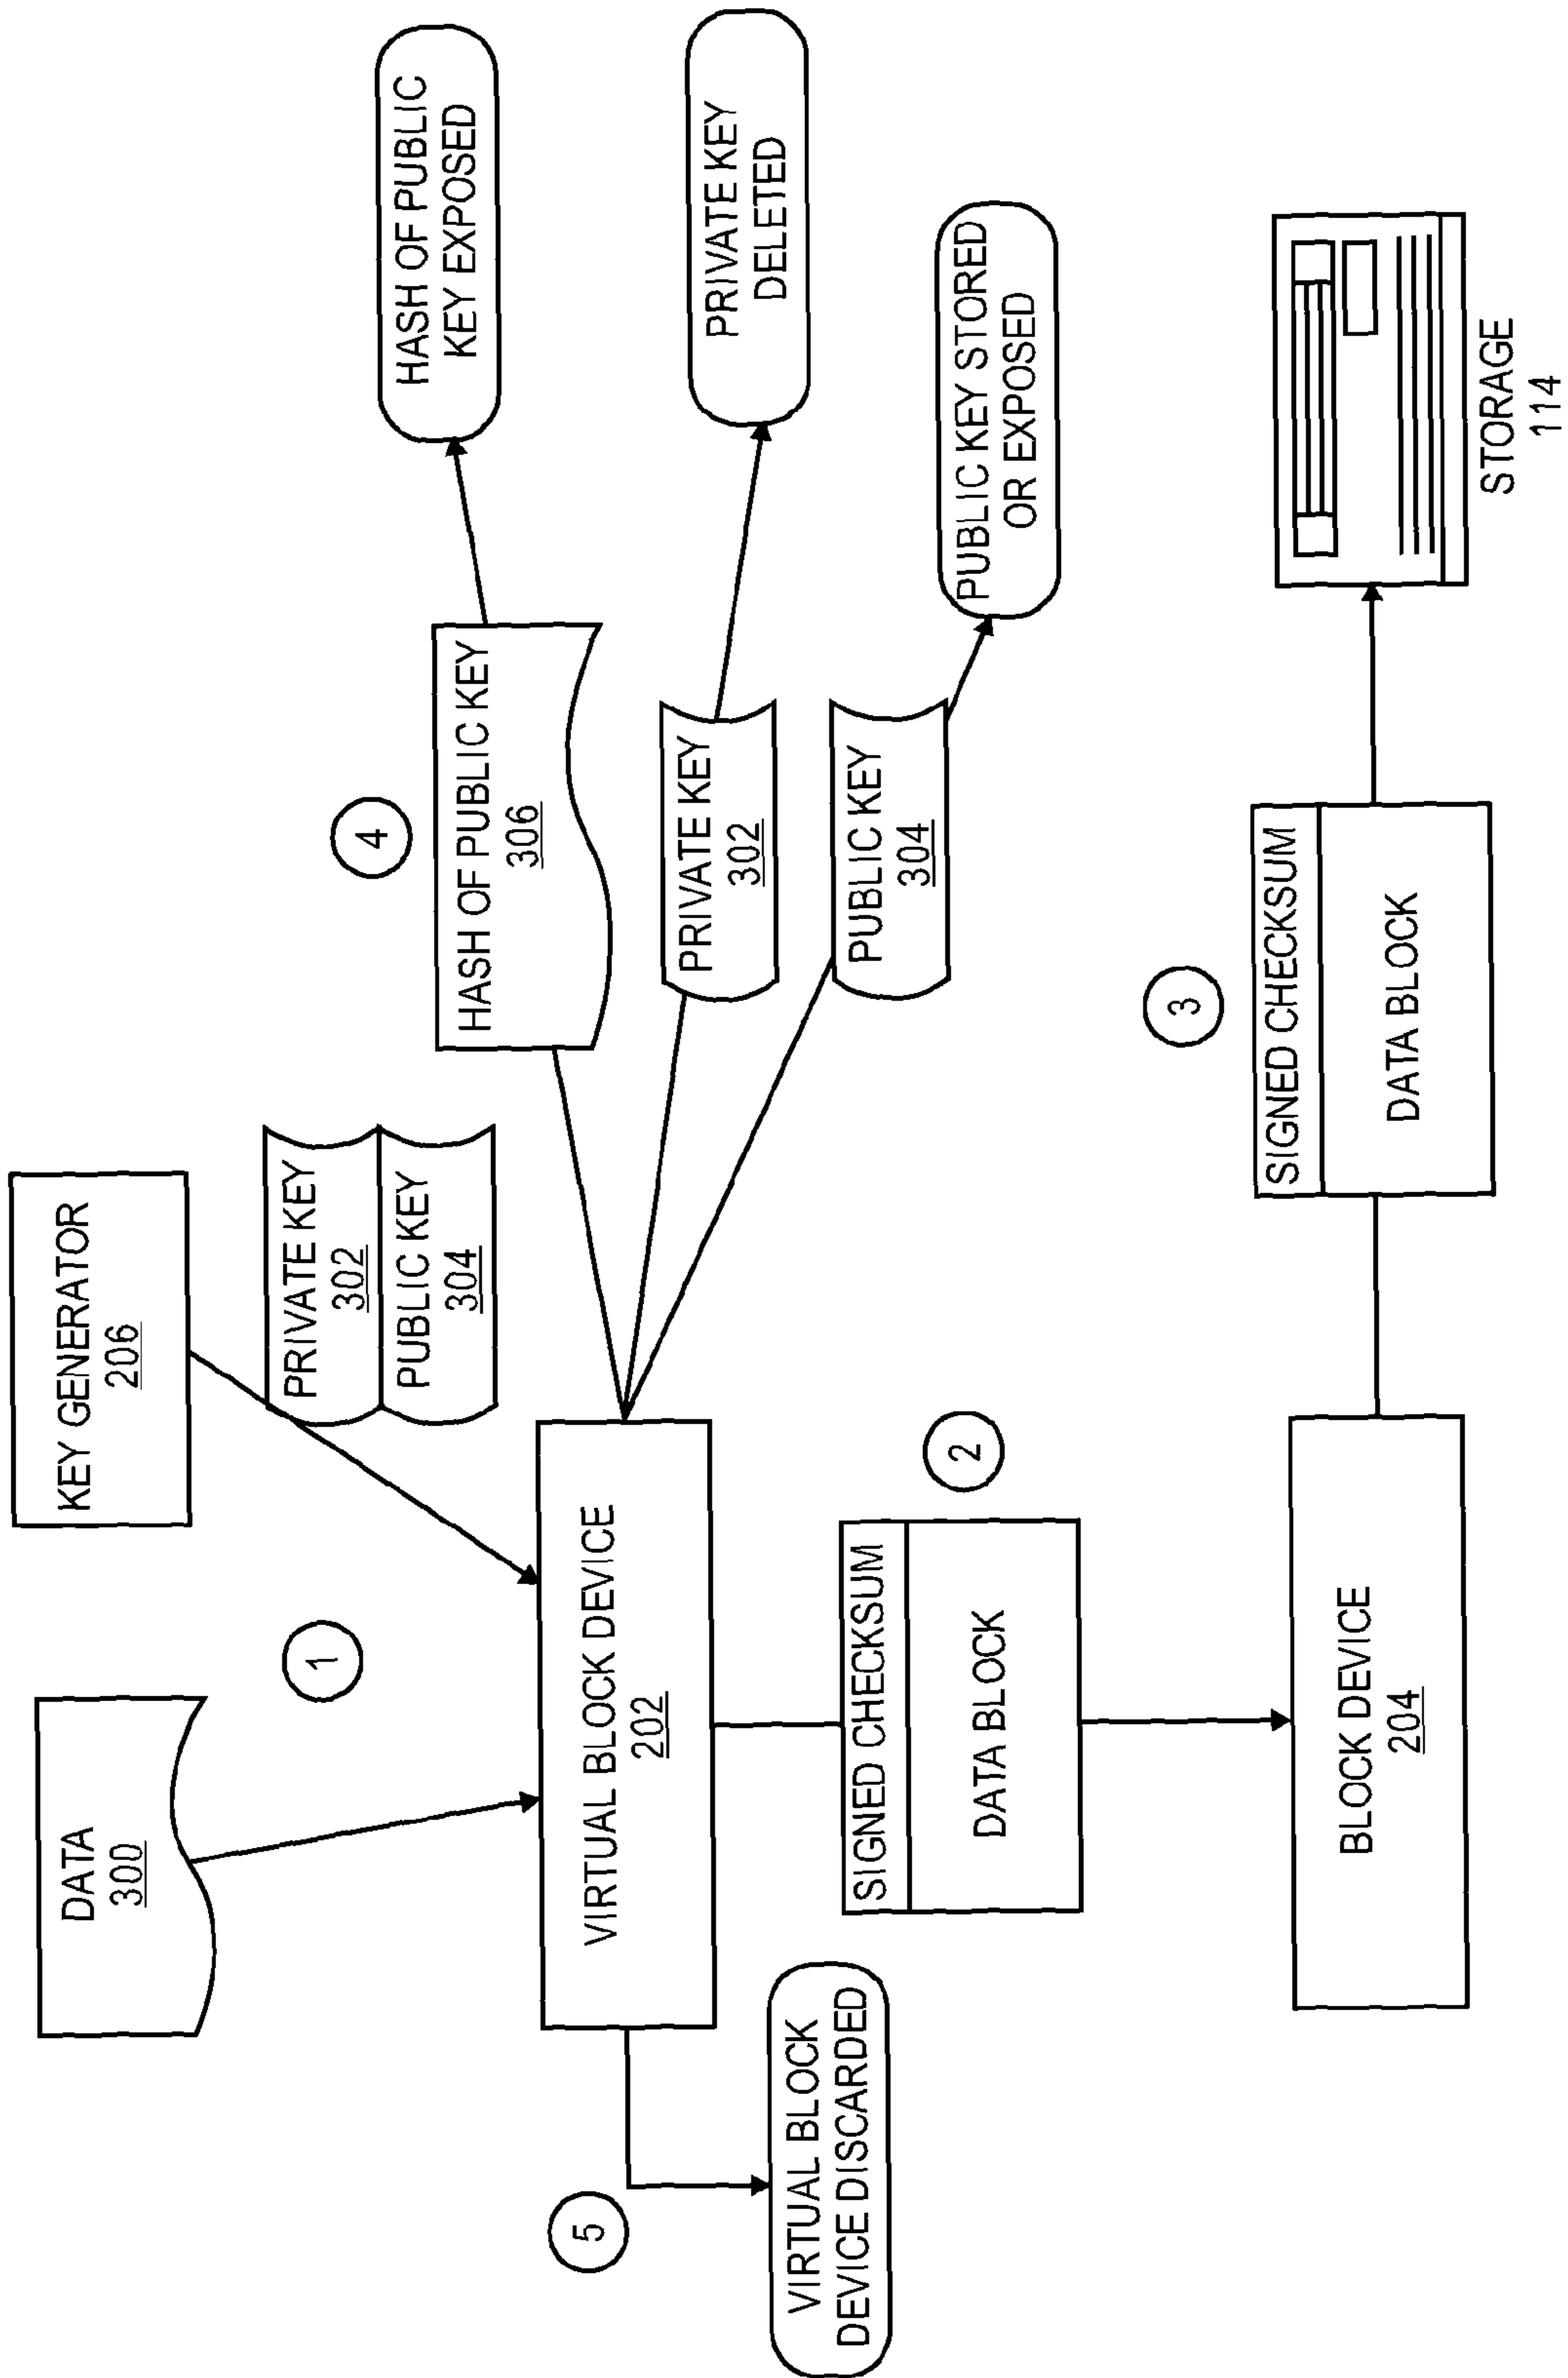 DATA
300
1
KEY GENERATOR
206
PRIVATE KEY
302
PUBLIC KEY
304
5
VIRTUAL BLOCK
DEVICE DISCARDED
VIRTUAL BLOCK DEVICE
202
4
HASH OF PUBLIC KEY
306
HASH OF PUBLIC
KEY EXPOSED
PRIVATE KEY
302
PRIVATE KEY
DELETED
PUBLIC KEY
304
PUBLIC KEY STORED
OR EXPOSED
SIGNED CHECKSUM
DATA BLOCK
2
BLOCK DEVICE
204
3
SIGNED CHECKSUM
DATA BLOCK
STORAGE
114